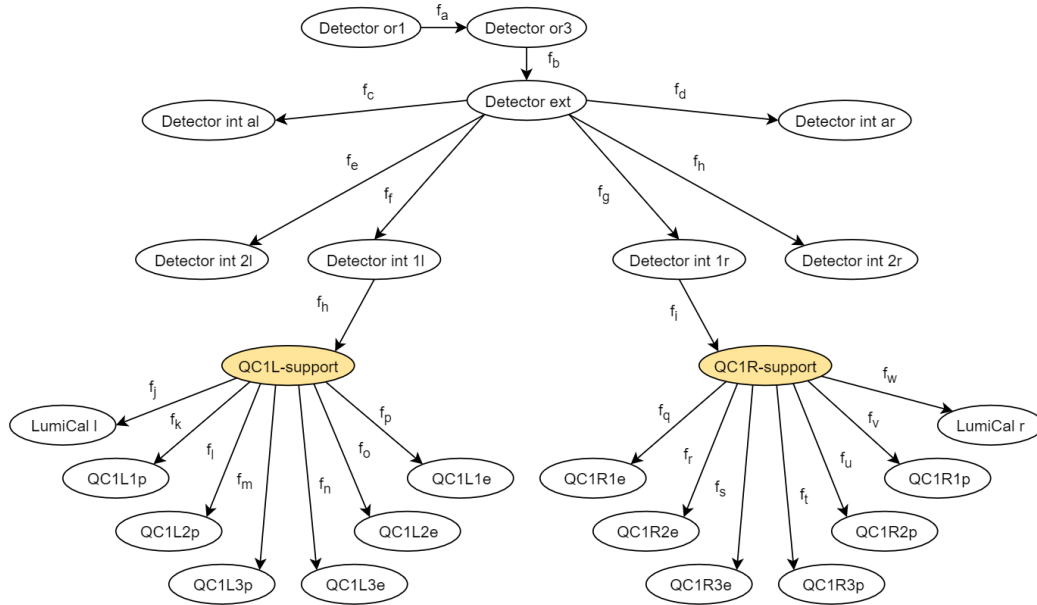 f_a
Detector or1
Detector or3
f_b
f_c
Detector ext
f_d
Detector int al
Detector int ar
f_e
f_f
f_g
f_h
Detector int 2l
Detector int 1l
Detector int 1r
Detector int 2r
f_h
f_i
QC1L-support
QC1R-support
f_j
f_k
f_l
f_m
f_n
f_o
f_p
f_q
f_r
f_s
f_t
f_u
f_v
f_w
LumiCal l
LumiCal r
QC1L1p
QC1L1e
QC1R1e
QC1R1p
QC1L2p
QC1L2e
QC1R2e
QC1R2p
QC1L3p
QC1L3e
QC1R3e
QC1R3p